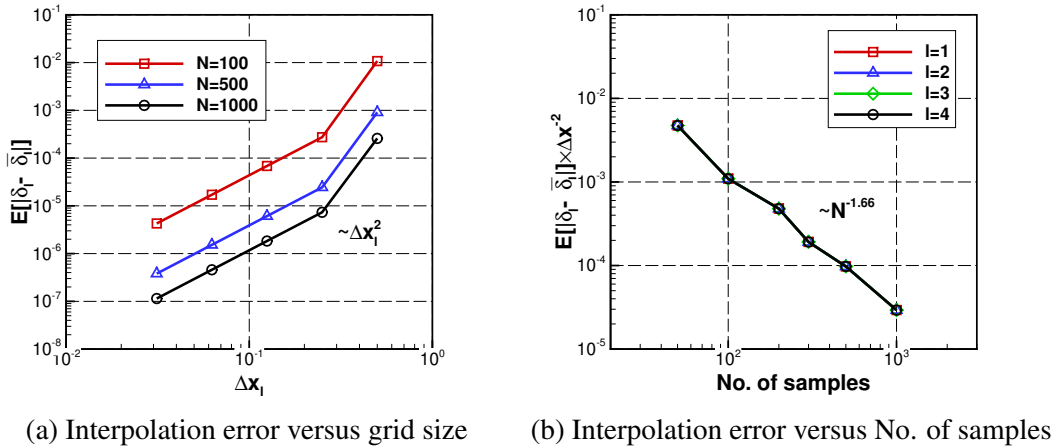 N=100
N=500
N=1000
10⁻¹
10⁻²
10⁻³
10⁻⁴
10⁻⁵
10⁻⁶
10⁻⁷
10⁻⁸
E[|δₗ- δ̅ₗ|]
~Δxₗ²
10⁻² 10⁻¹ 10⁰
Δxₗ
(a) Interpolation error versus grid size
l=1
l=2
l=3
l=4
10⁻¹
10⁻²
10⁻³
10⁻⁴
10⁻⁵
E[|δₗ- δ̅ₗ|]×Δx⁻²
~N⁻¹·⁶⁶
10² 10³
No. of samples
(b) Interpolation error versus No. of samples